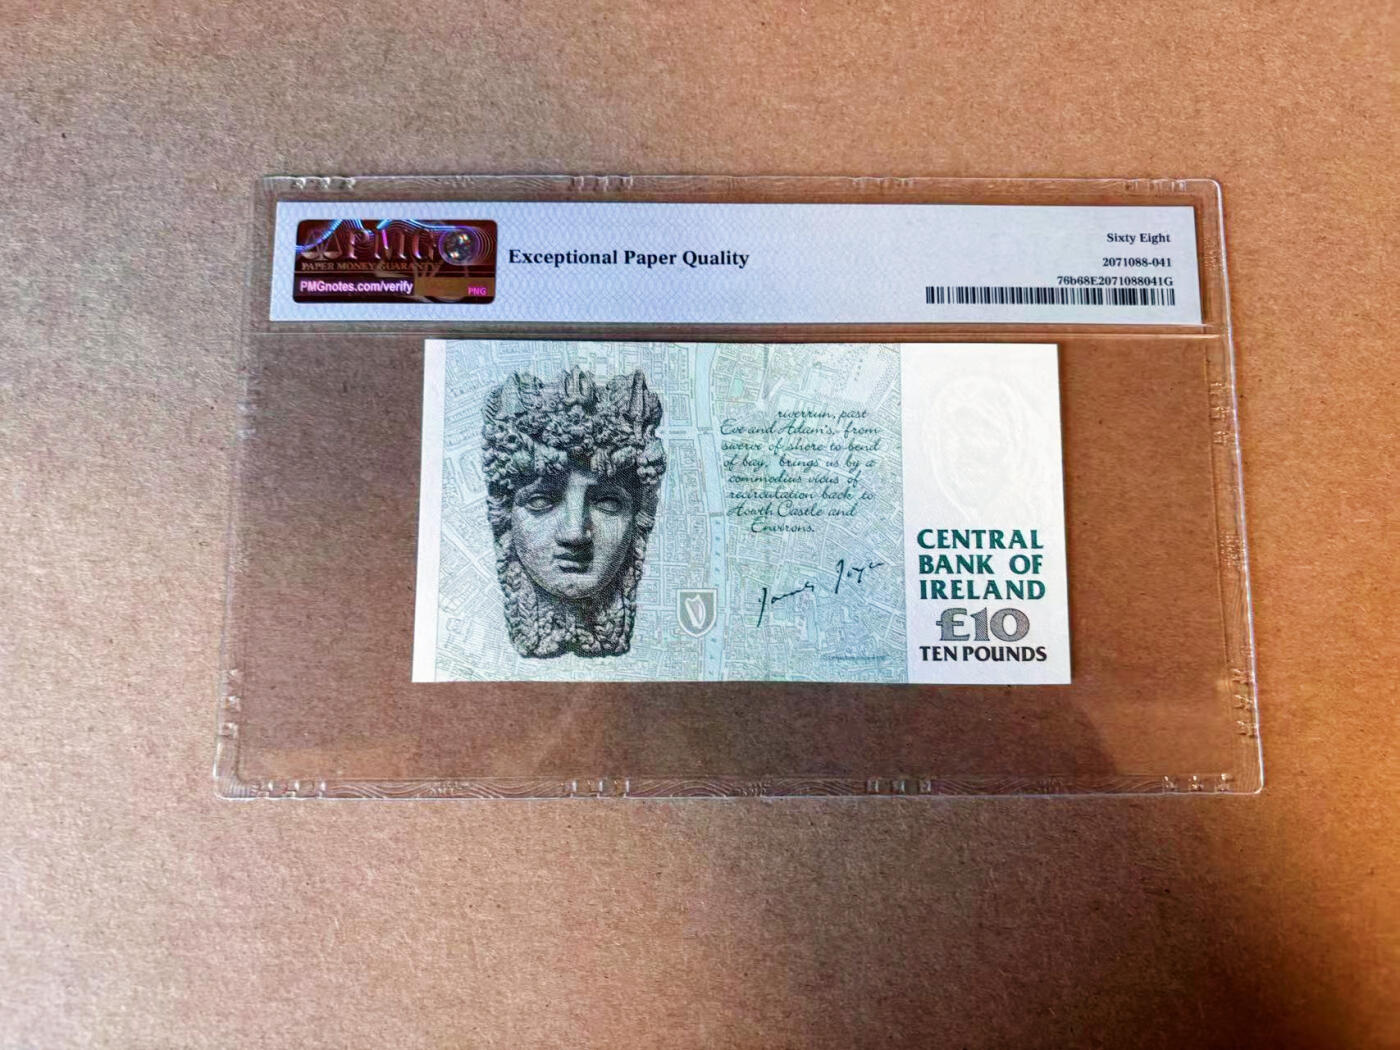 PMG
PAPER MONEY GUARANTY
PMGnotes.com/verify
PNG
Exceptional Paper Quality
Sixty Eight
2071088-041
76b68E2071088041G
riverrun, past
Eve and Adam's, from
swerve of shore to bend
of bay, brings us by a
commodius vicus of
recirculation back to
Howth Castle and
Environs.
James Joyce
CENTRAL
BANK OF
IRELAND
£10
TEN POUNDS